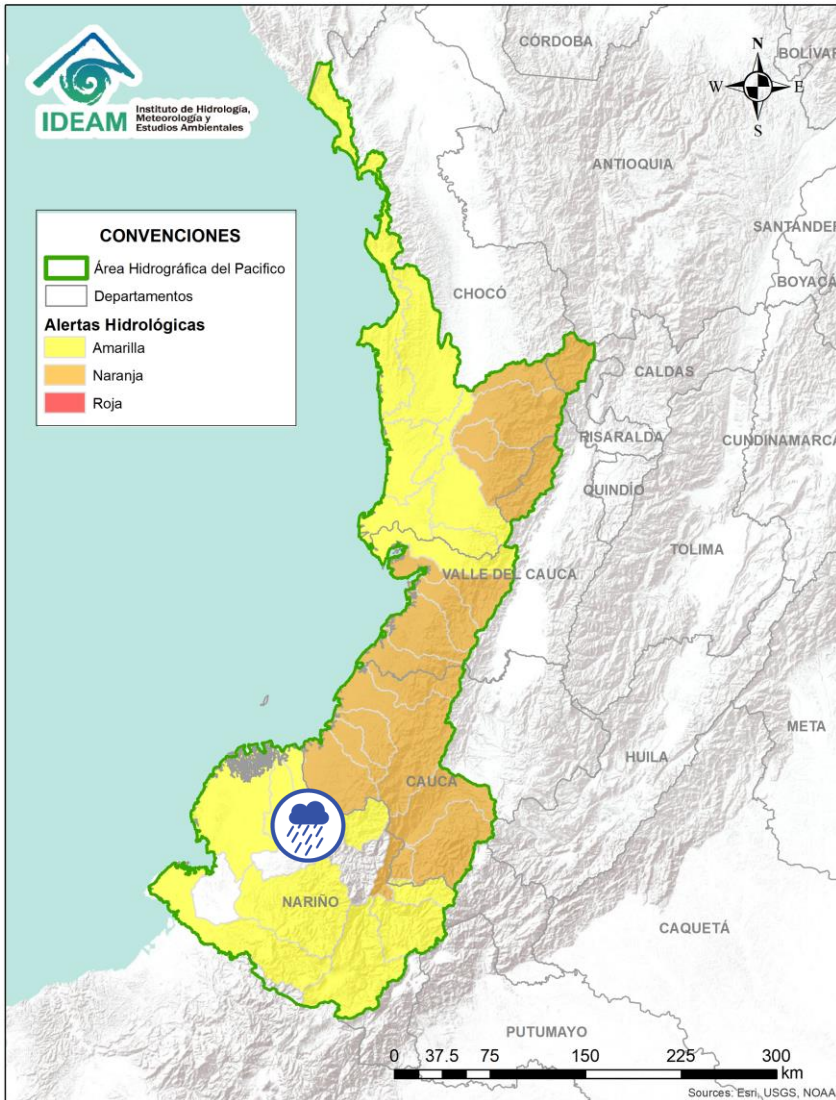 IDEAM
Instituto de Hidrología,
Meteorología y
Estudios Ambientales
N
W
E
S
CONVENCIONES
Área Hidrográfica del Pacifico
Departamentos
Alertas Hidrológicas
Amarilla
Naranja
Roja
CÓRDOBA
BOLÍVAR
ANTIOQUIA
SANTANDER
BOYACÁ
CHOCÓ
CALDAS
RISARALDA
CUNDINAMARCA
QUINDÍO
TOLIMA
VALLE DEL CAUCA
META
HUILA
CAUCA
NARIÑO
CAQUETÁ
PUTUMAYO
0 37.5 75 150 225 300
km
Sources: Esri, USGS, NOAA